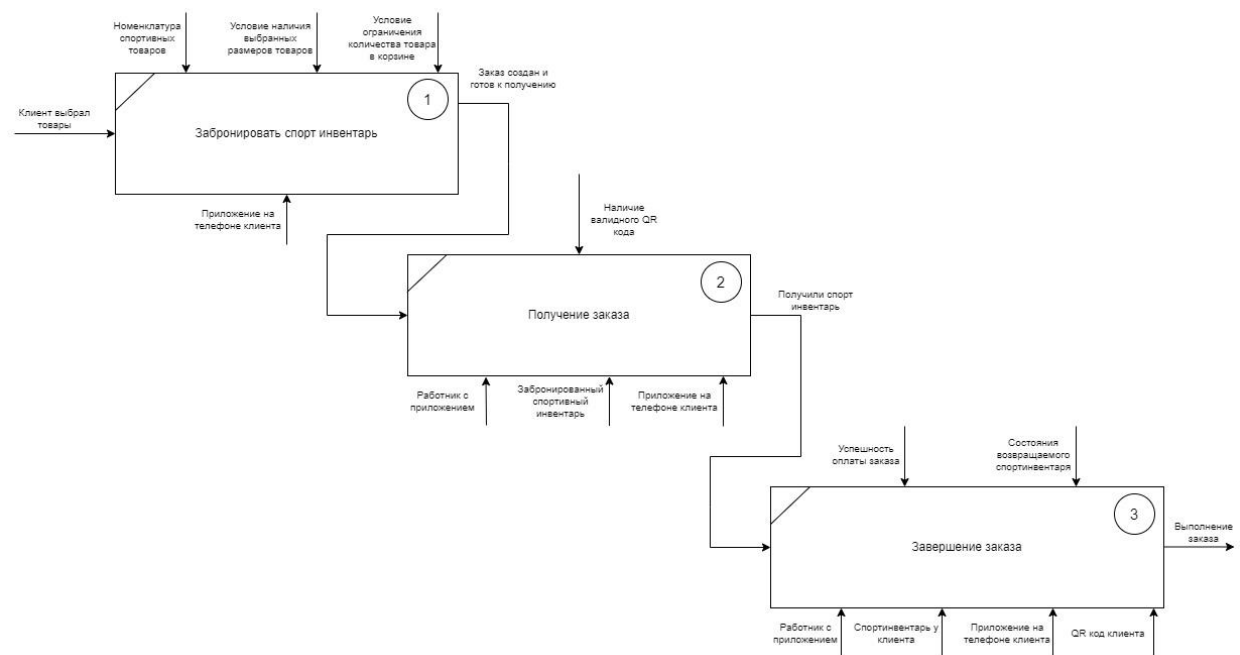 Номенклатура
спортивных
товаров
Условие наличия
выбранных
размеров товаров
Условие
ограничения
количества товара
в корзине
Заказ создан и
готов к получению
1
Клиент выбрал
товары
Забронировать спорт инвентарь
Приложение на
телефоне клиента
Наличие
валидного QR
кода
2
Получили спорт
инвентарь
Получение заказа
Работник с
приложением
Забронированный
спортивный
инвентарь
Приложение на
телефоне клиента
Успешность
оплаты заказа
Состояния
возвращаемого
спортинвентаря
3
Завершение заказа
Выполнение
заказа
Работник с
приложением
Спортинвентарь у
клиента
Приложение на
телефоне клиента
QR код клиента